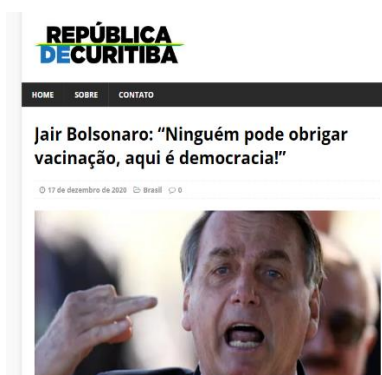 REPÚBLICA
DECURITIBA
HOME SOBRE CONTATO
Jair Bolsonaro: “Ninguém pode obrigar
vacinação, aqui é democracia!”
17 de dezembro de 2020 Brasil 0